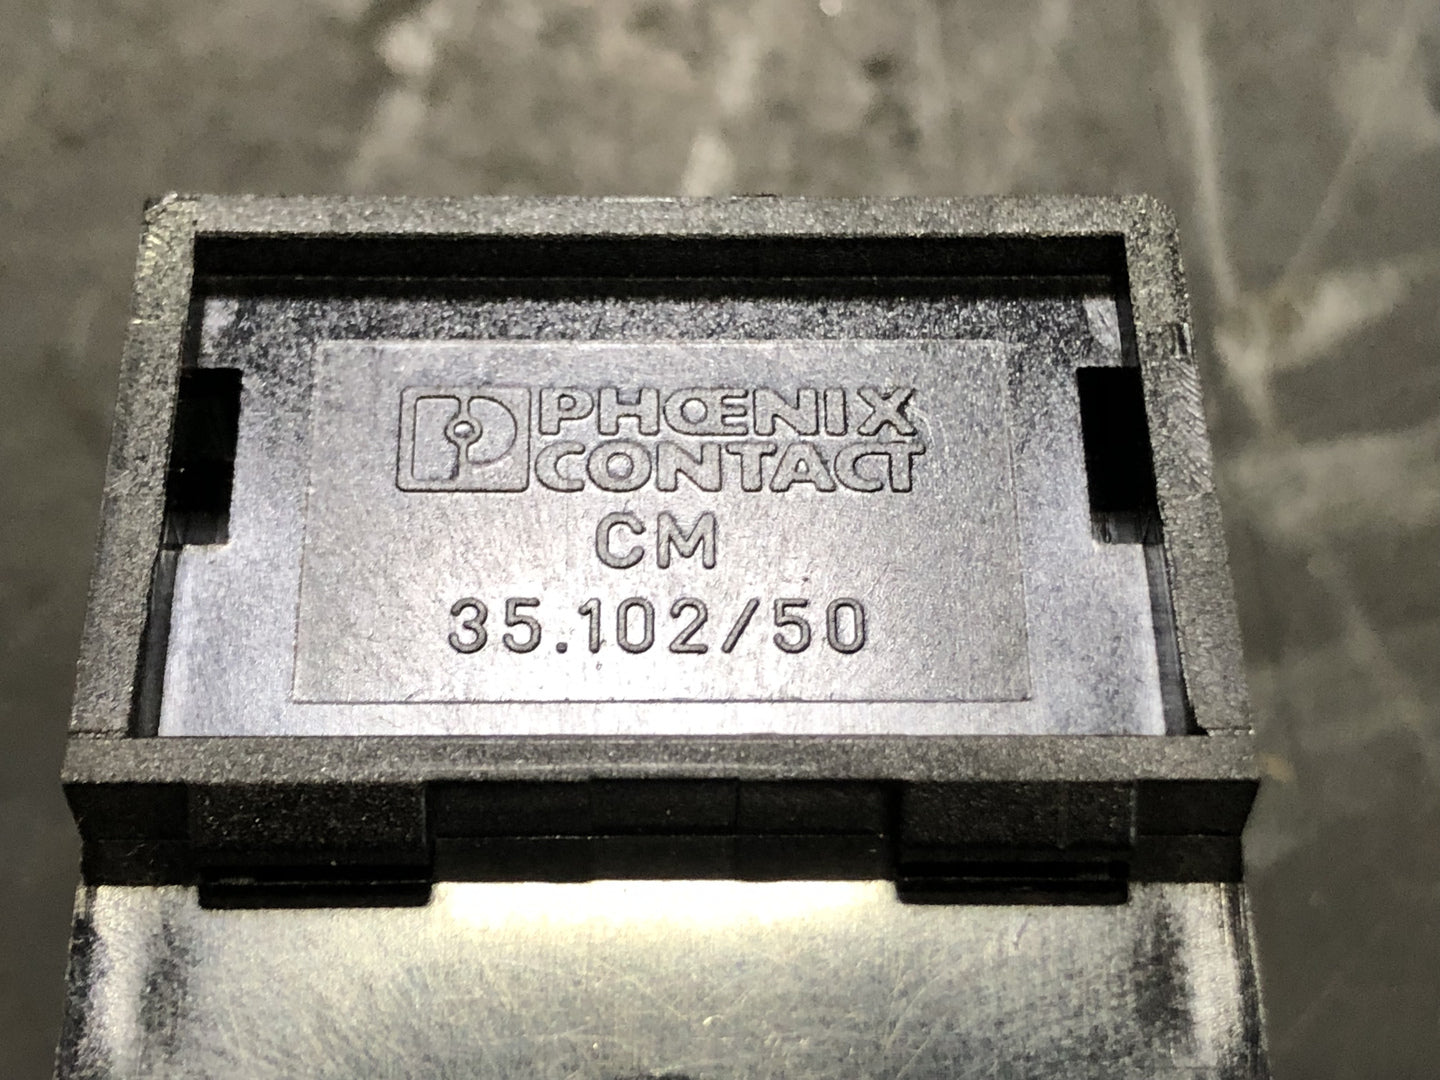 PHŒNIX
CONTACT
CM
35.102/50